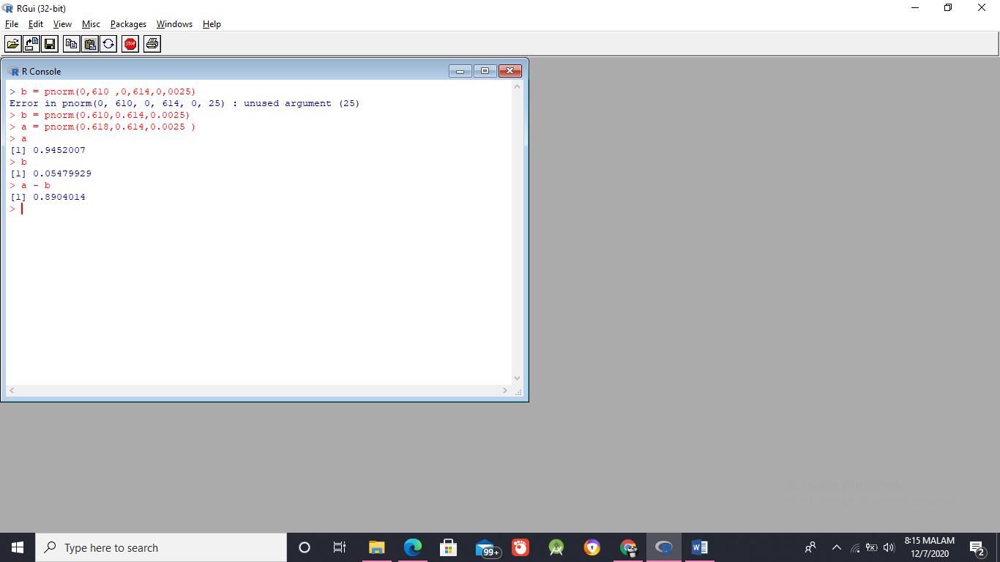 RGui (32-bit)
File Edit View Misc Packages Windows Help
STOP
R Console
> b = pnorm(0,610 ,0,614,0,0025)
Error in pnorm(0, 610, 0, 614, 0, 25) : unused argument (25)
> b = pnorm(0.610,0.614,0.0025)
> a = pnorm(0.618,0.614,0.0025 )
> a
[1] 0.9452007
> b
[1] 0.05479929
> a - b
[1] 0.8904014
>
Type here to search
99+
8:15 MALAM
12/7/2020
2